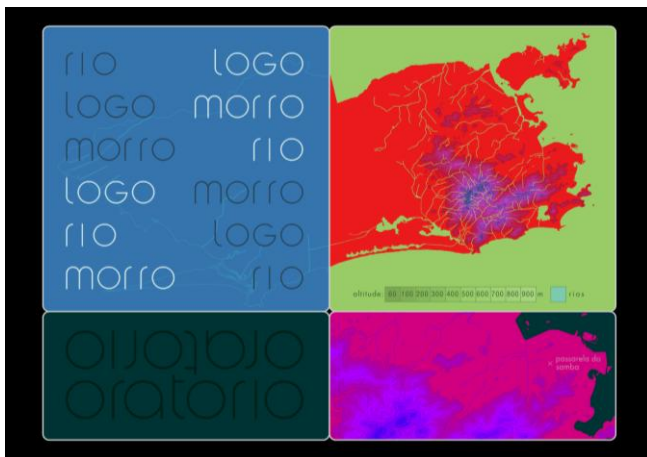 rio LOGO
LOGO morro
morro rio
LOGO morro
rio LOGO
morro rio
altitude 80 100 200 300 400 500 600 700 800 900 m rios
oratorio
oratorio
passarela do
samba